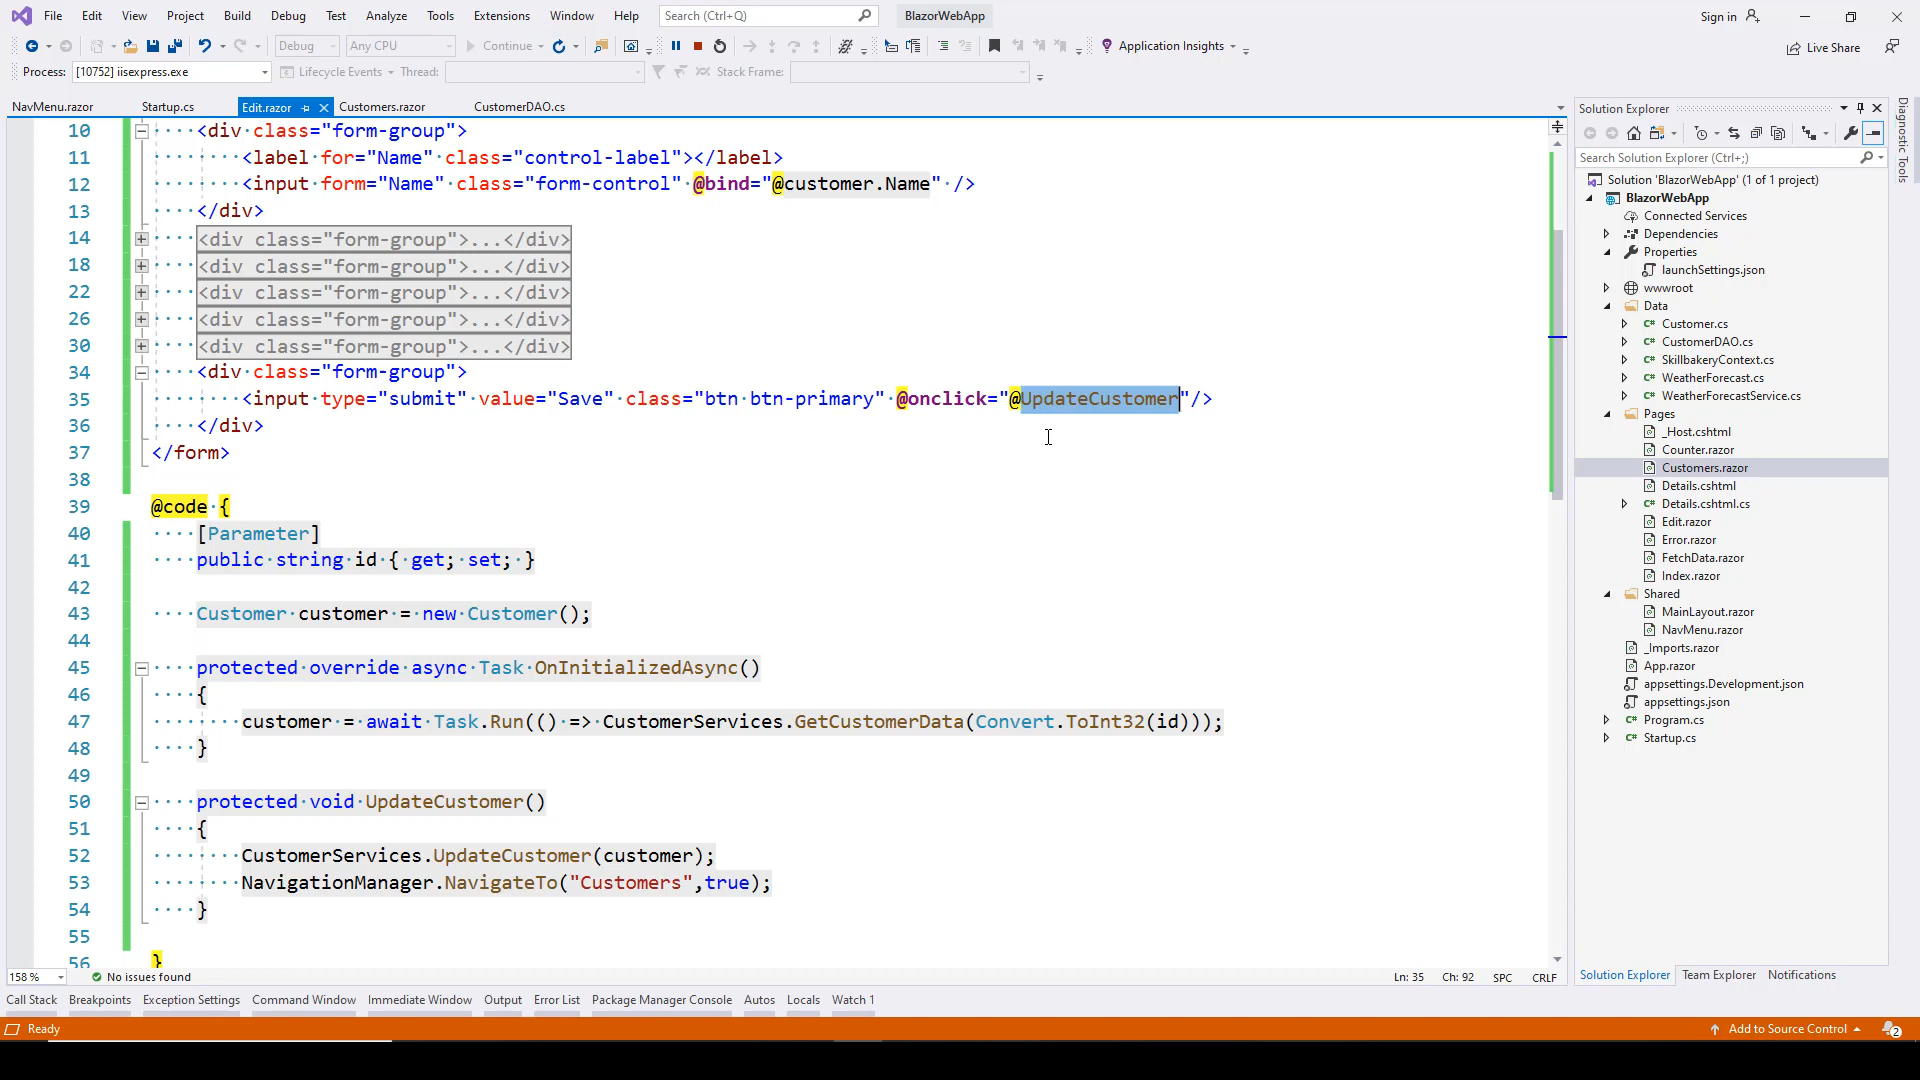 File Edit View Project Build Debug Test Analyze Tools Extensions Window Help Search (Ctrl+Q) BlazorWebApp Sign in
Debug Any CPU Continue Application Insights Live Share
Process: [10752] iisexpress.exe Lifecycle Events Thread: Stack Frame:
NavMenu.razor Startup.cs Edit.razor Customers.razor CustomerDAO.cs
10 <div class="form-group">
11 <label for="Name" class="control-label"></label>
12 <input form="Name" class="form-control" @bind="@customer.Name" />
13 </div>
14 <div class="form-group">...</div>
18 <div class="form-group">...</div>
22 <div class="form-group">...</div>
26 <div class="form-group">...</div>
30 <div class="form-group">...</div>
34 <div class="form-group">
35 <input type="submit" value="Save" class="btn btn-primary" @onclick="@UpdateCustomer"/>
36 </div>
37 </form>
38
39 @code {
40 [Parameter]
41 public string id { get; set; }
42
43 Customer customer = new Customer();
44
45 protected override async Task OnInitializedAsync()
46 {
47 customer = await Task.Run(() => CustomerServices.GetCustomerData(Convert.ToInt32(id)));
48 }
49
50 protected void UpdateCustomer()
51 {
52 CustomerServices.UpdateCustomer(customer);
53 NavigationManager.NavigateTo("Customers",true);
54 }
55
56 }
158 % No issues found Ln: 35 Ch: 92 SPC CRLF
Solution Explorer
Search Solution Explorer (Ctrl+;)
Solution 'BlazorWebApp' (1 of 1 project)
BlazorWebApp
Connected Services
Dependencies
Properties
launchSettings.json
wwwroot
Data
C# Customer.cs
C# CustomerDAO.cs
C# SkillbakeryContext.cs
C# WeatherForecast.cs
C# WeatherForecastService.cs
Pages
_Host.cshtml
Counter.razor
Customers.razor
Details.cshtml
C# Details.cshtml.cs
Edit.razor
Error.razor
FetchData.razor
Index.razor
Shared
MainLayout.razor
NavMenu.razor
_Imports.razor
App.razor
appsettings.Development.json
appsettings.json
C# Program.cs
C# Startup.cs
Solution Explorer Team Explorer Notifications
Diagnostic Tools
Call Stack Breakpoints Exception Settings Command Window Immediate Window Output Error List Package Manager Console Autos Locals Watch 1
Ready Add to Source Control 2